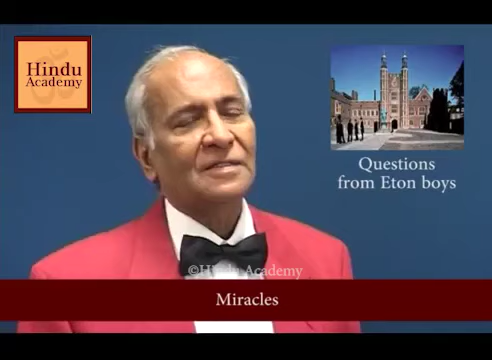 Hindu
Academy
Questions
from Eton boys
©Hindu Academy
Miracles